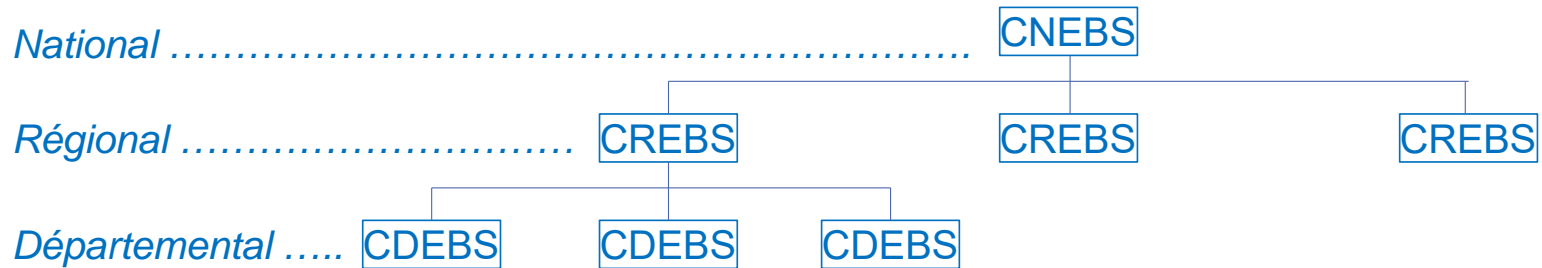 National ……………………………………………………. CNEBS
Régional ………………………… CREBS CREBS CREBS
Départemental ….. CDEBS CDEBS CDEBS